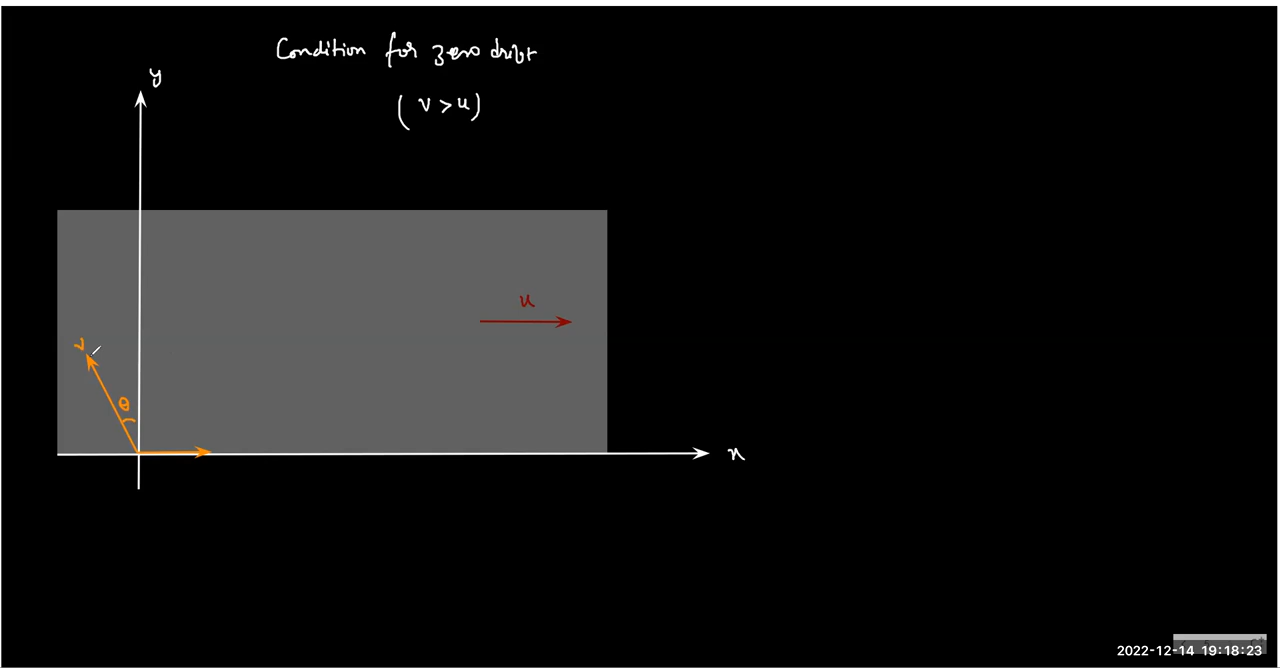 Condition for zero drift
(v > u)
y
u
v
θ
x
2022-12-14 19:18:23